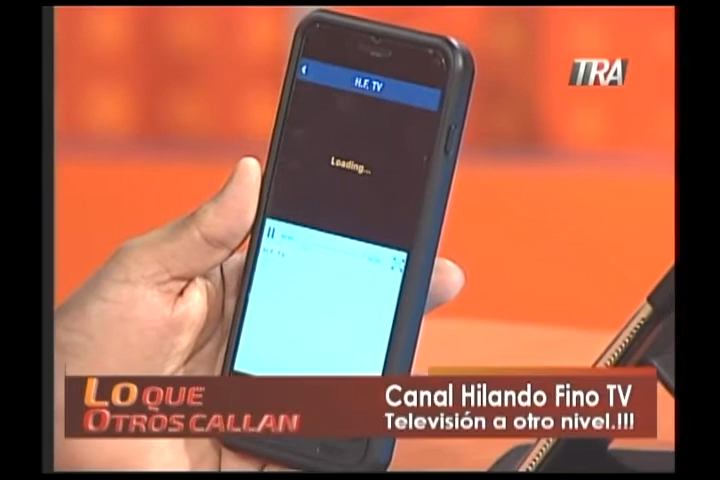 TRA
H.F. TV
Loading...
LO QUE
OTROS CALLAN
Canal Hilando Fino TV
Televisión a otro nivel.!!!